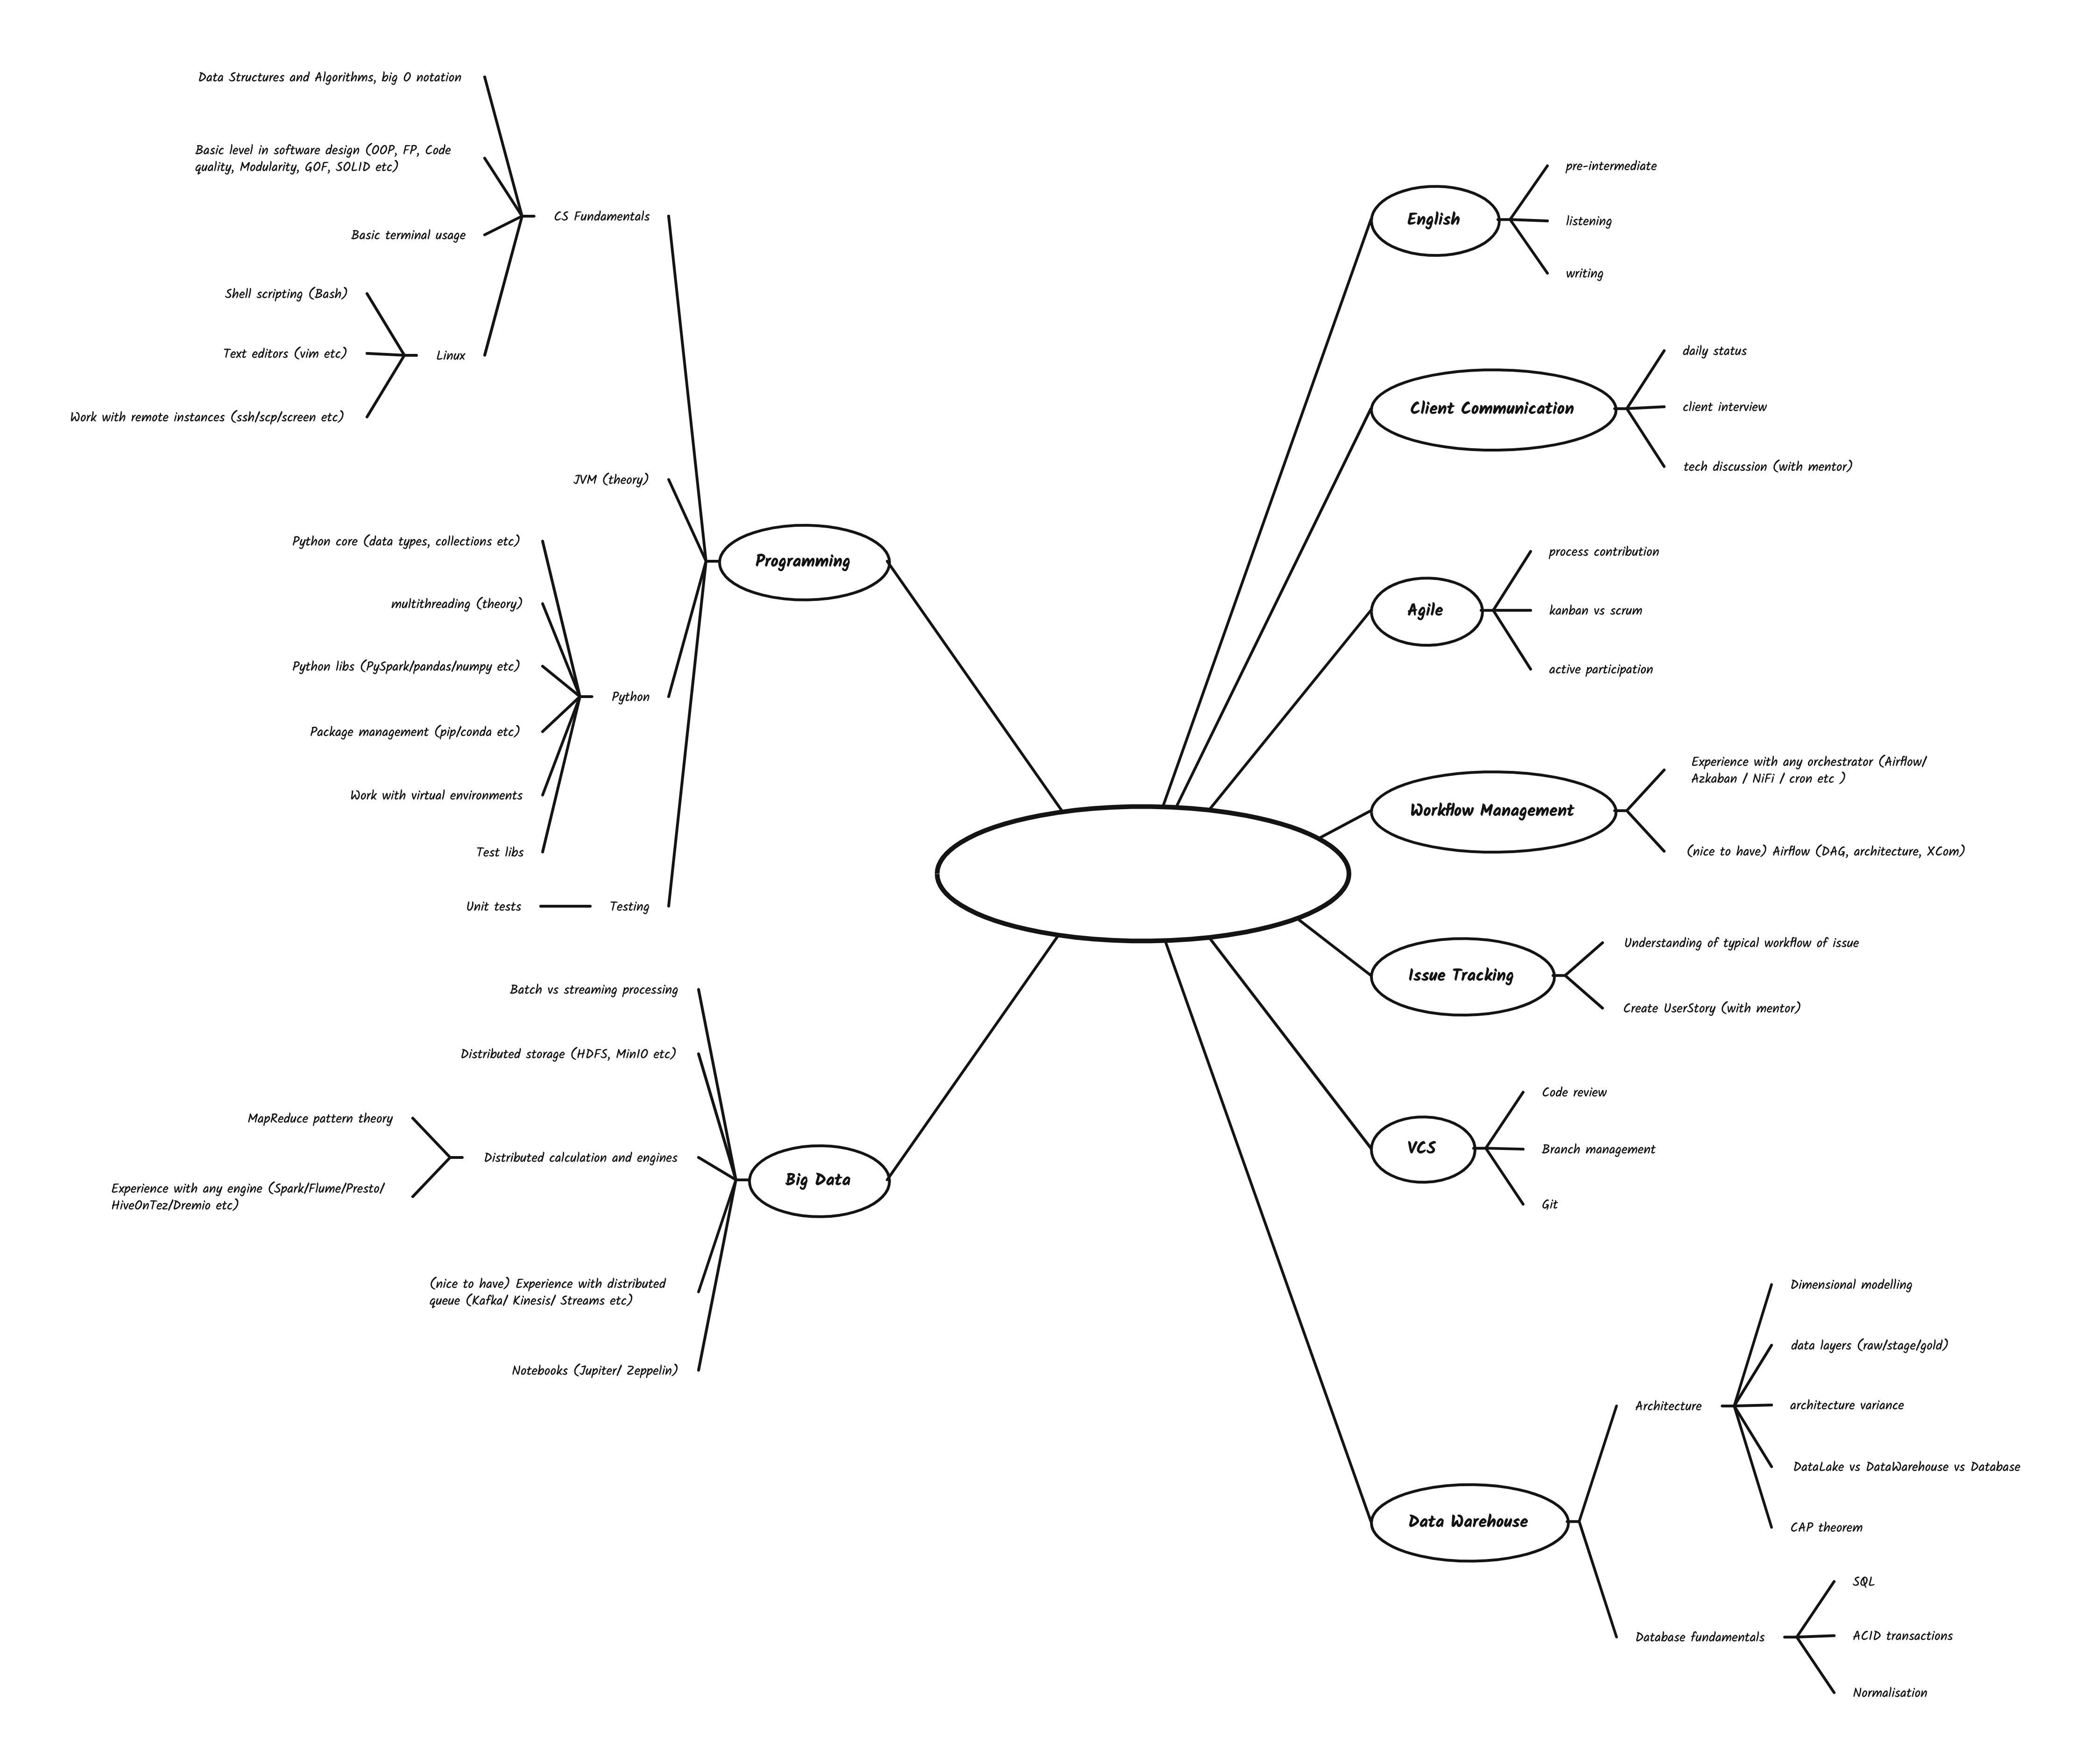 Data Structures and Algorithms, big O notation
Basic level in software design (OOP, FP, Code
quality, Modularity, GOF, SOLID etc)
Basic terminal usage
CS Fundamentals
Shell scripting (Bash)
Text editors (vim etc)
Linux
Work with remote instances (ssh/scp/screen etc)
JVM (theory)
Programming
Python core (data types, collections etc)
multithreading (theory)
Python libs (PySpark/pandas/numpy etc)
Python
Package management (pip/conda etc)
Work with virtual environments
Test libs
Unit tests
Testing
Batch vs streaming processing
Distributed storage (HDFS, MinIO etc)
MapReduce pattern theory
Distributed calculation and engines
Experience with any engine (Spark/Flume/Presto/
HiveOnTez/Dremio etc)
Big Data
(nice to have) Experience with distributed
queue (Kafka/ Kinesis/ Streams etc)
Notebooks (Jupiter/ Zeppelin)
English
pre-intermediate
listening
writing
Client Communication
daily status
client interview
tech discussion (with mentor)
Agile
process contribution
kanban vs scrum
active participation
Workflow Management
Experience with any orchestrator (Airflow/
Azkaban / NiFi / cron etc )
(nice to have) Airflow (DAG, architecture, XCom)
Issue Tracking
Understanding of typical workflow of issue
Create UserStory (with mentor)
VCS
Code review
Branch management
Git
Data Warehouse
Architecture
Dimensional modelling
data layers (raw/stage/gold)
architecture variance
DataLake vs DataWarehouse vs Database
CAP theorem
Database fundamentals
SQL
ACID transactions
Normalisation